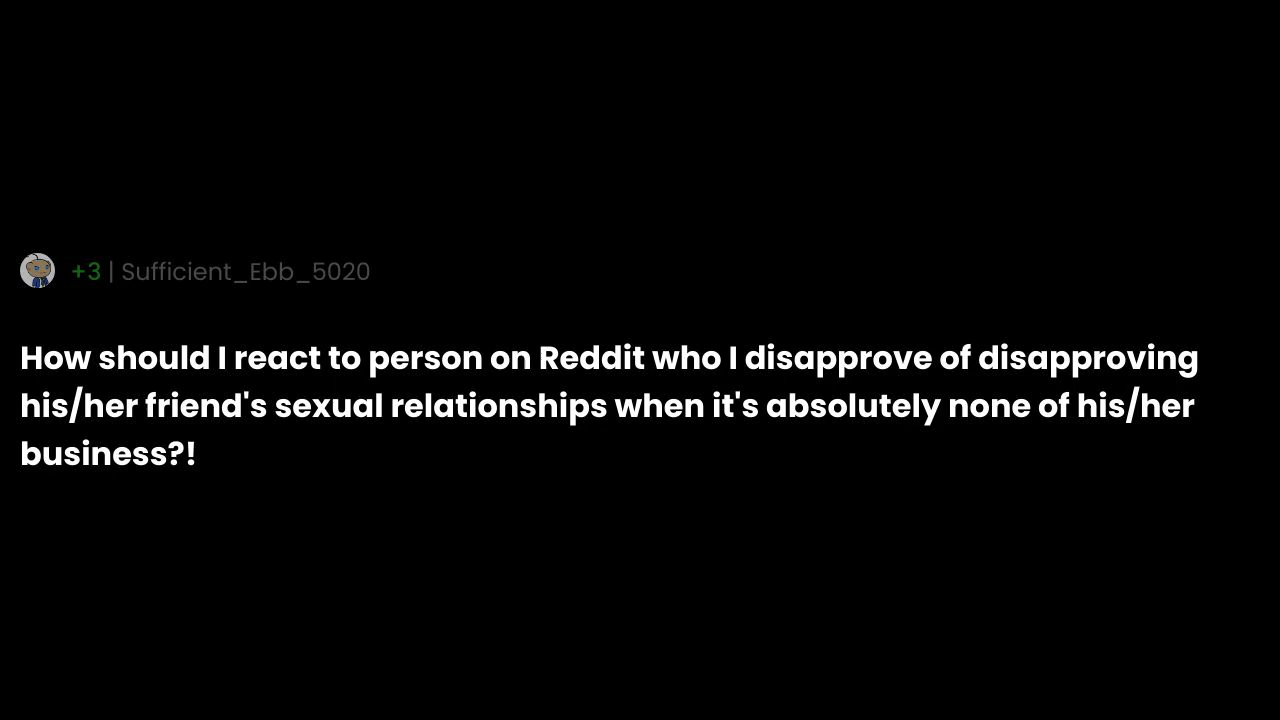 +3 | Sufficient_Ebb_5020
How should I react to person on Reddit who I disapprove of disapproving
his/her friend's sexual relationships when it's absolutely none of his/her
business?!